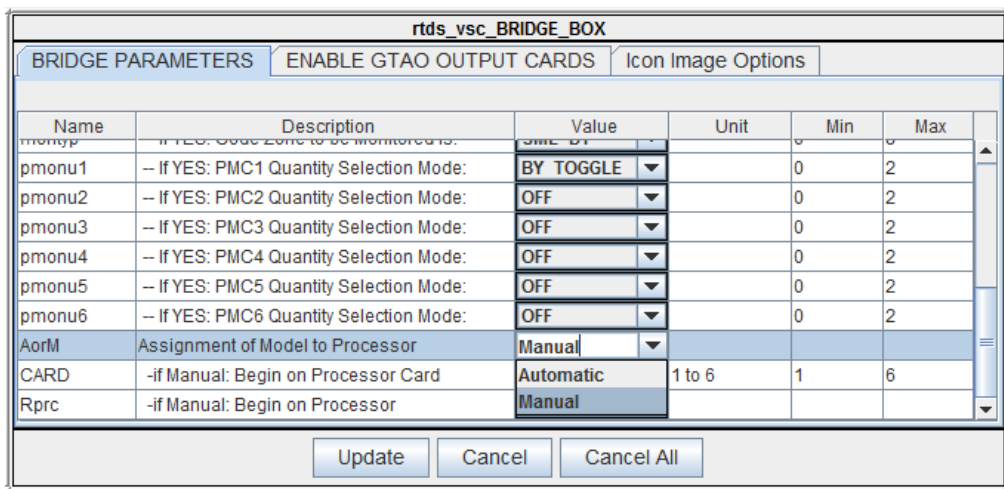 rtds_vsc_BRIDGE_BOX
BRIDGE PARAMETERS ENABLE GTAO OUTPUT CARDS Icon Image Options
Name Description Value Unit Min Max
pmonu1 -- If YES: PMC1 Quantity Selection Mode: BY TOGGLE 0 2
pmonu2 -- If YES: PMC2 Quantity Selection Mode: OFF 0 2
pmonu3 -- If YES: PMC3 Quantity Selection Mode: OFF 0 2
pmonu4 -- If YES: PMC4 Quantity Selection Mode: OFF 0 2
pmonu5 -- If YES: PMC5 Quantity Selection Mode: OFF 0 2
pmonu6 -- If YES: PMC6 Quantity Selection Mode: OFF 0 2
AorM Assignment of Model to Processor Manual
CARD -if Manual: Begin on Processor Card Automatic 1 to 6 1 6
Rprc -if Manual: Begin on Processor Manual
Update Cancel Cancel All